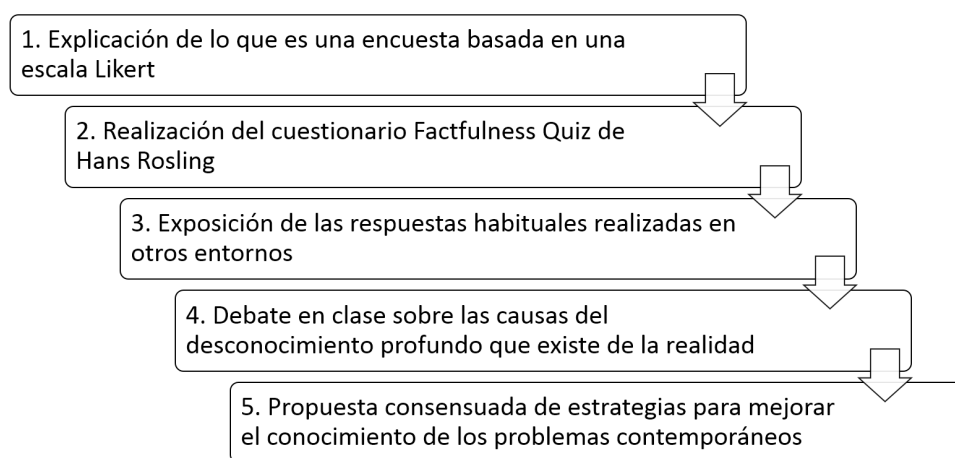 1. Explicación de lo que es una encuesta basada en una
escala Likert
2. Realización del cuestionario Factfulness Quiz de
Hans Rosling
3. Exposición de las respuestas habituales realizadas en
otros entornos
4. Debate en clase sobre las causas del
desconocimiento profundo que existe de la realidad
5. Propuesta consensuada de estrategias para mejorar
el conocimiento de los problemas contemporáneos